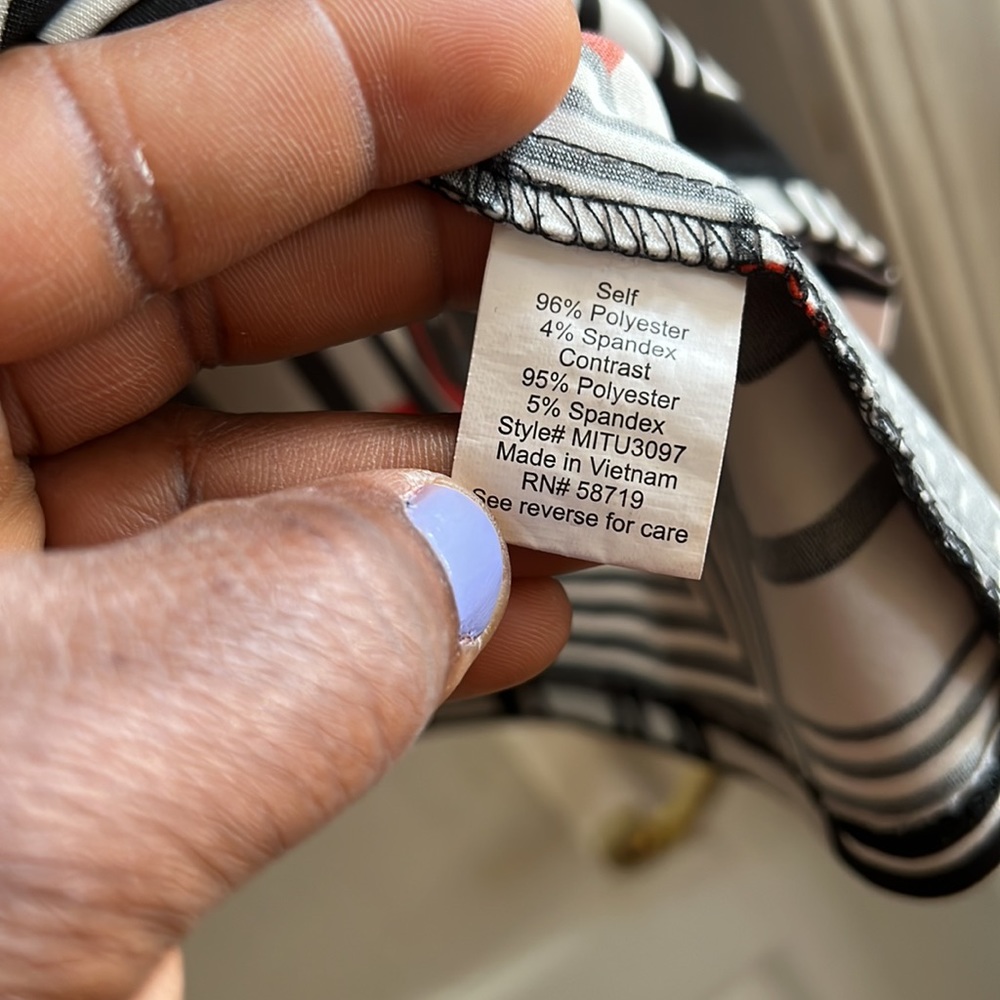 Self
96% Polyester
4% Spandex
Contrast
95% Polyester
5% Spandex
Style# MITU3097
Made in Vietnam
RN# 58719
See reverse for care